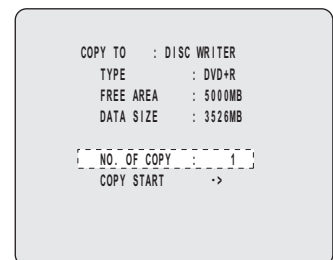 COPY TO : DISC WRITER
TYPE : DVD+R
FREE AREA : 5000MB
DATA SIZE : 3526MB
NO. OF COPY : 1
COPY START ->